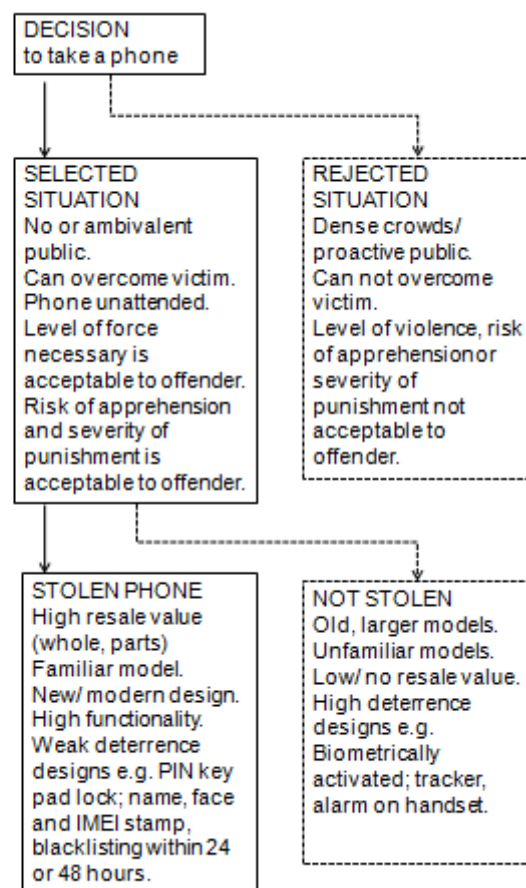 DECISION
to take a phone
SELECTED
SITUATION
No or ambivalent
public.
Can overcome victim.
Phone unattended.
Level of force
necessary is
acceptable to offender.
Risk of apprehension
and severity of
punishment is
acceptable to offender.
REJECTED
SITUATION
Dense crowds/
proactive public.
Can not overcome
victim.
Level of violence, risk
of apprehension or
severity of
punishment not
acceptable to
offender.
STOLEN PHONE
High resale value
(whole, parts)
Familiar model.
New/ modern design.
High functionality.
Weak deterrence
designs e.g. PIN key
pad lock; name, face
and IMEI stamp,
blacklisting within 24
or 48 hours.
NOT STOLEN
Old, larger models.
Unfamiliar models.
Low/ no resale value.
High deterrence
designs e.g.
Biometrically
activated; tracker,
alarm on handset.